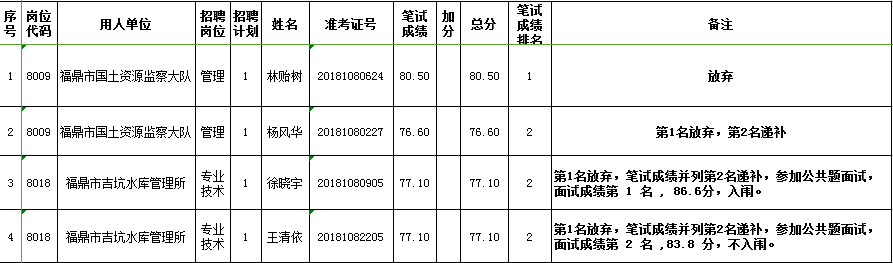 序号 岗位代码 用人单位 招聘岗位 招聘计划 姓名 准考证号 笔试成绩 加分 总分 笔试成绩排名 备注
1 8009 福鼎市国土资源监察大队 管理 1 林贻树 20181080624 80.50 80.50 1 放弃
2 8009 福鼎市国土资源监察大队 管理 1 杨风华 20181080227 76.60 76.60 2 第1名放弃，第2名递补
3 8018 福鼎市吉坑水库管理所 专业技术 1 徐晓宇 20181080905 77.10 77.10 2 第1名放弃，笔试成绩并列第2名递补，参加公共题面试，
面试成绩第 1 名 , 86.6分，入闱。
4 8018 福鼎市吉坑水库管理所 专业技术 1 王清依 20181082205 77.10 77.10 2 第1名放弃，笔试成绩并列第2名递补，参加公共题面试，
面试成绩第 2 名 ,83.8 分，不入闱。